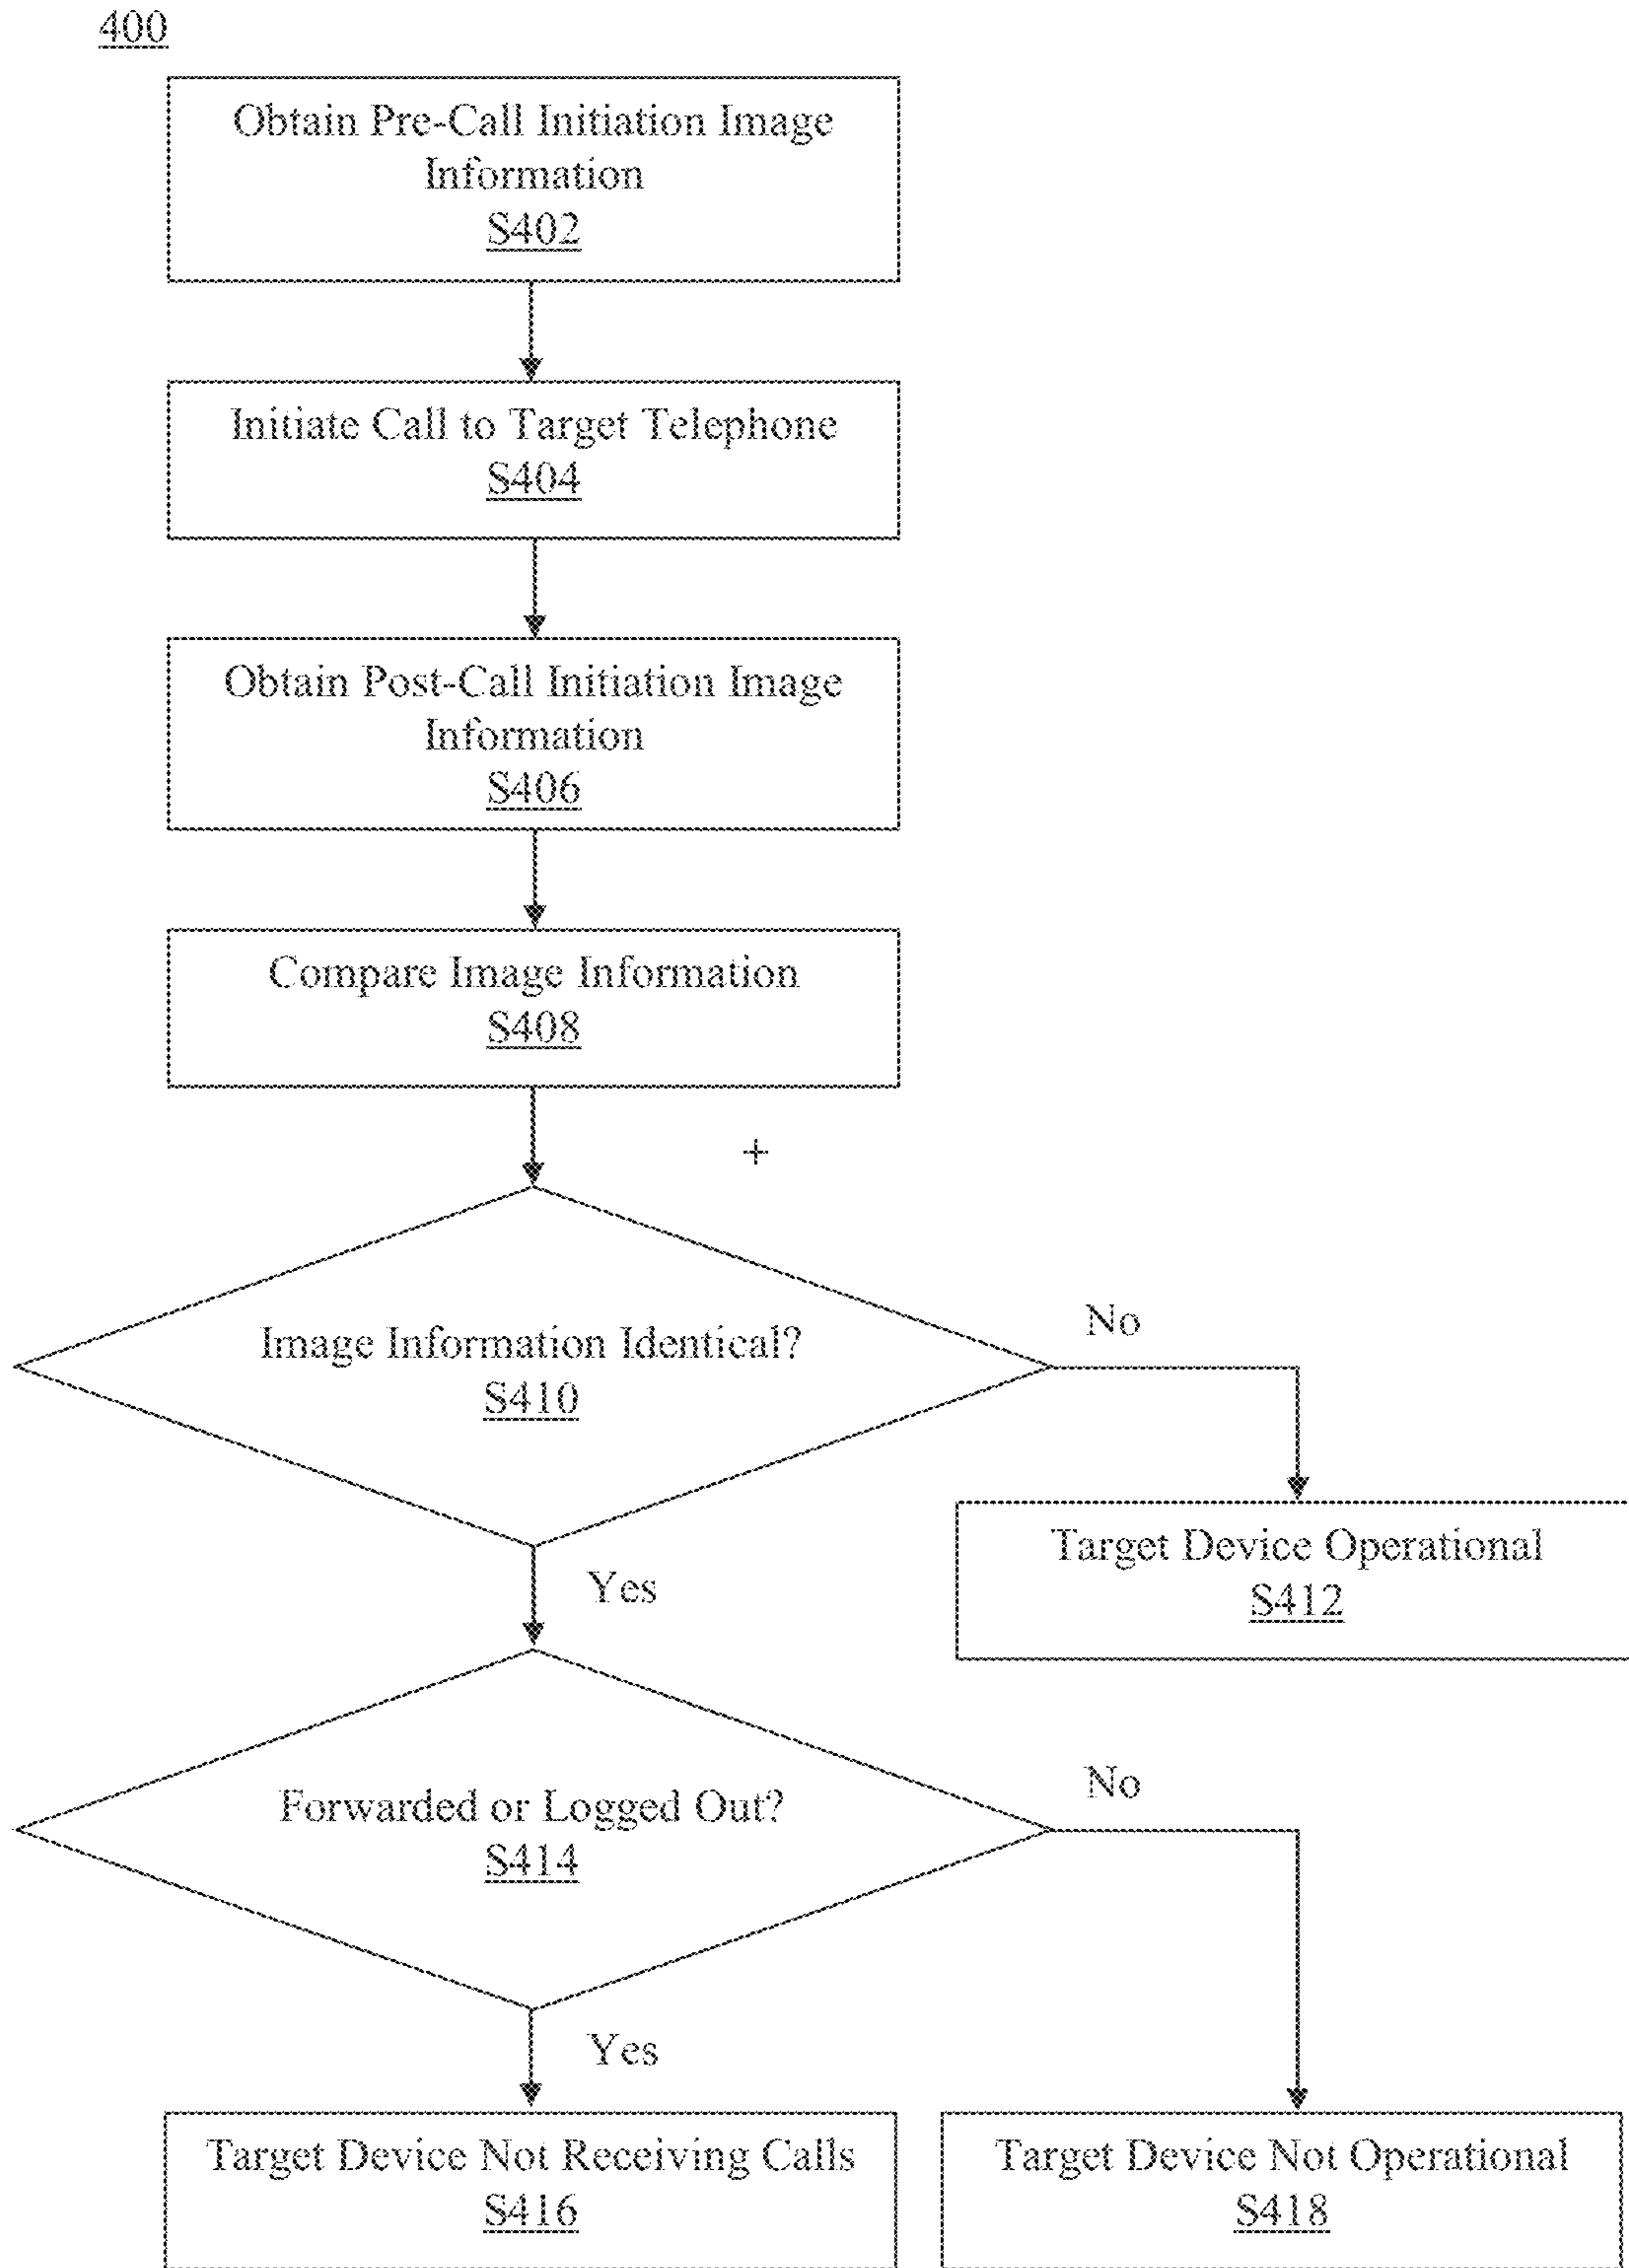 400
Obtain Pre-Call Initiation Image
Information
S402
Initiate Call to Target Telephone
S404
Obtain Post-Call Initiation Image
Information
S406
Compare Image Information
S408
+
Image Information Identical?
S410
No
Target Device Operational
S412
Yes
Forwarded or Logged Out?
S414
No
Yes
Target Device Not Receiving Calls
S416
Target Device Not Operational
S418